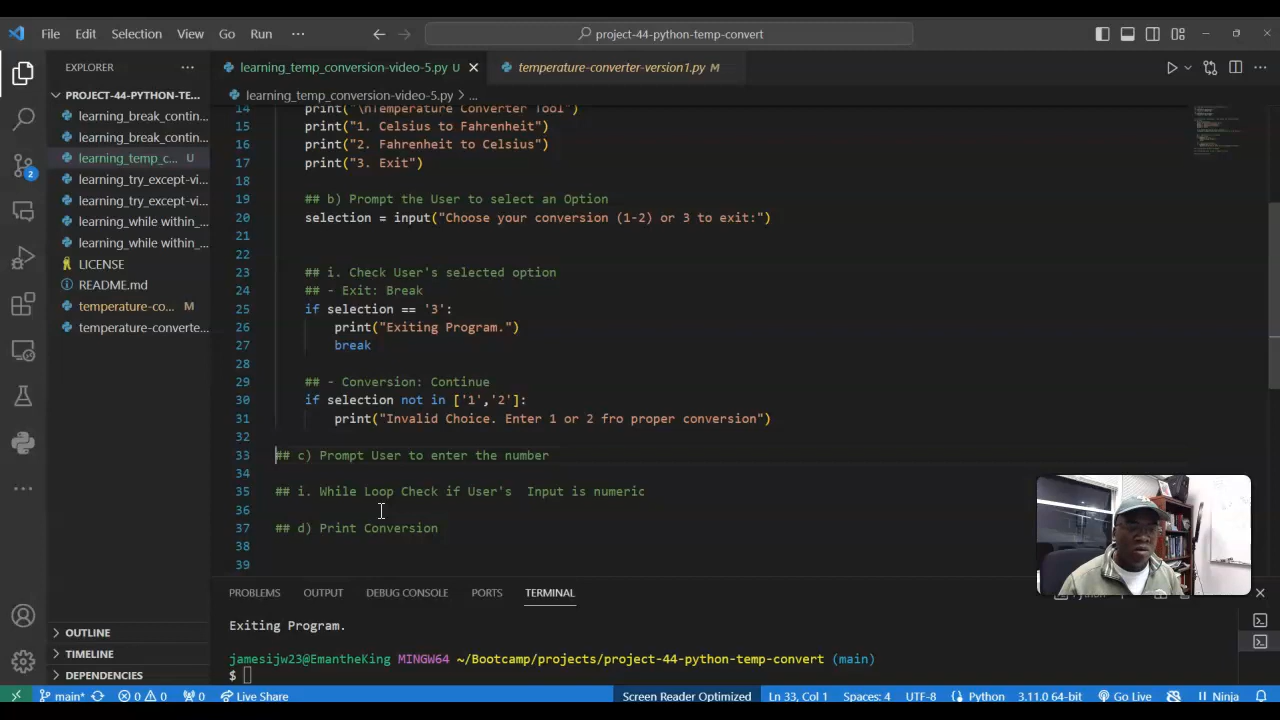 File Edit Selection View Go Run ··· project-44-python-temp-convert
EXPLORER ··· learning_temp_conversion-video-5.py U temperature-converter-version1.py M
PROJECT-44-PYTHON-TE... learning_temp_conversion-video-5.py > ...
learning_break_contin...
learning_break_contin...
learning_temp_c... U
learning_try_except-vi...
learning_try_except-vi...
learning_while within_...
learning_while within_...
LICENSE
README.md
temperature-co... M
temperature-converte...
14 print("\nTemperature Converter Tool")
15 print("1. Celsius to Fahrenheit")
16 print("2. Fahrenheit to Celsius")
17 print("3. Exit")
18
19 ## b) Prompt the User to select an Option
20 selection = input("Choose your conversion (1-2) or 3 to exit:")
21
22
23 ## i. Check User's selected option
24 ## - Exit: Break
25 if selection == '3':
26 print("Exiting Program.")
27 break
28
29 ## - Conversion: Continue
30 if selection not in ['1','2']:
31 print("Invalid Choice. Enter 1 or 2 fro proper conversion")
32
33 ## c) Prompt User to enter the number
34
35 ## i. While Loop Check if User's  Input is numeric
36
37 ## d) Print Conversion
38
39
2
PROBLEMS OUTPUT DEBUG CONSOLE PORTS TERMINAL
Exiting Program.
jamesijw23@EmantheKing MINGW64 ~/Bootcamp/projects/project-44-python-temp-convert (main)
$
OUTLINE
TIMELINE
DEPENDENCIES
main* 0 0 0 Live Share Screen Reader Optimized Ln 33, Col 1 Spaces: 4 UTF-8 Python 3.11.0 64-bit Go Live Ninja